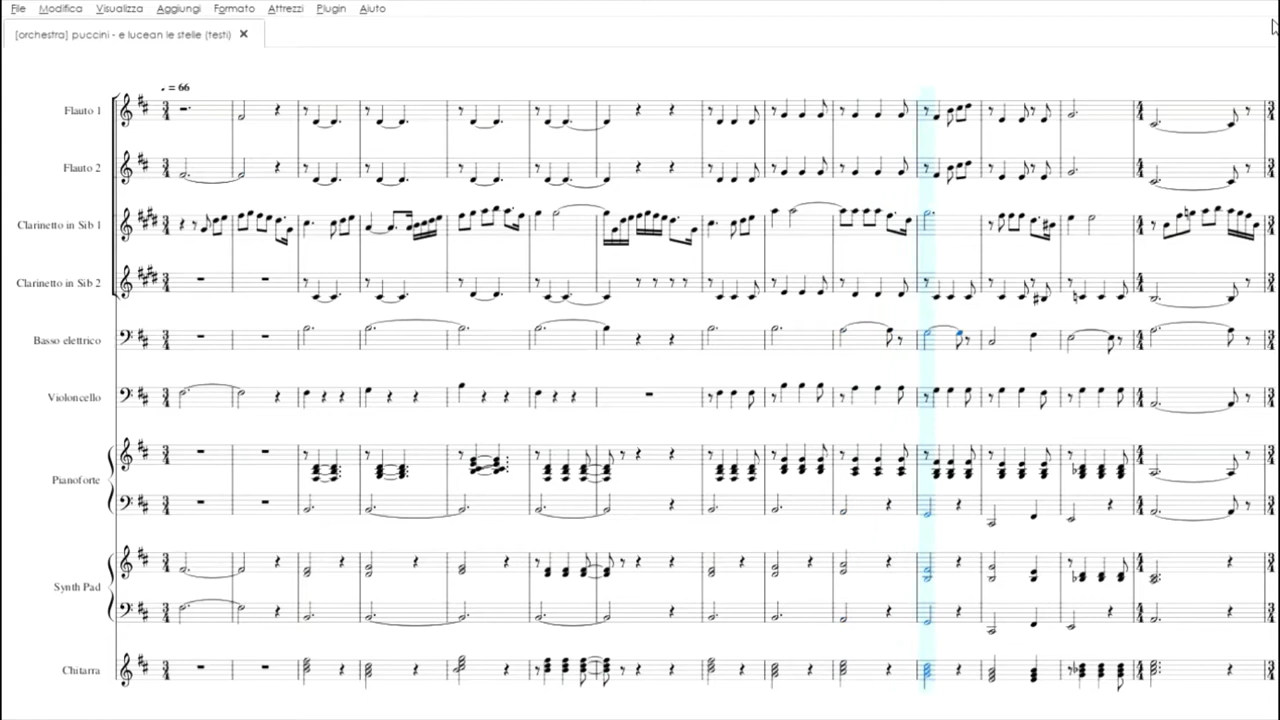 File Modifica Visualizza Aggiungi Formato Attrezzi Plugin Aiuto
[orchestra] puccini - e lucean le stelle (testi)
= 66
Flauto 1
Flauto 2
Clarinetto in Sib 1
Clarinetto in Sib 2
Basso elettrico
Violoncello
Pianoforte
Synth Pad
Chitarra